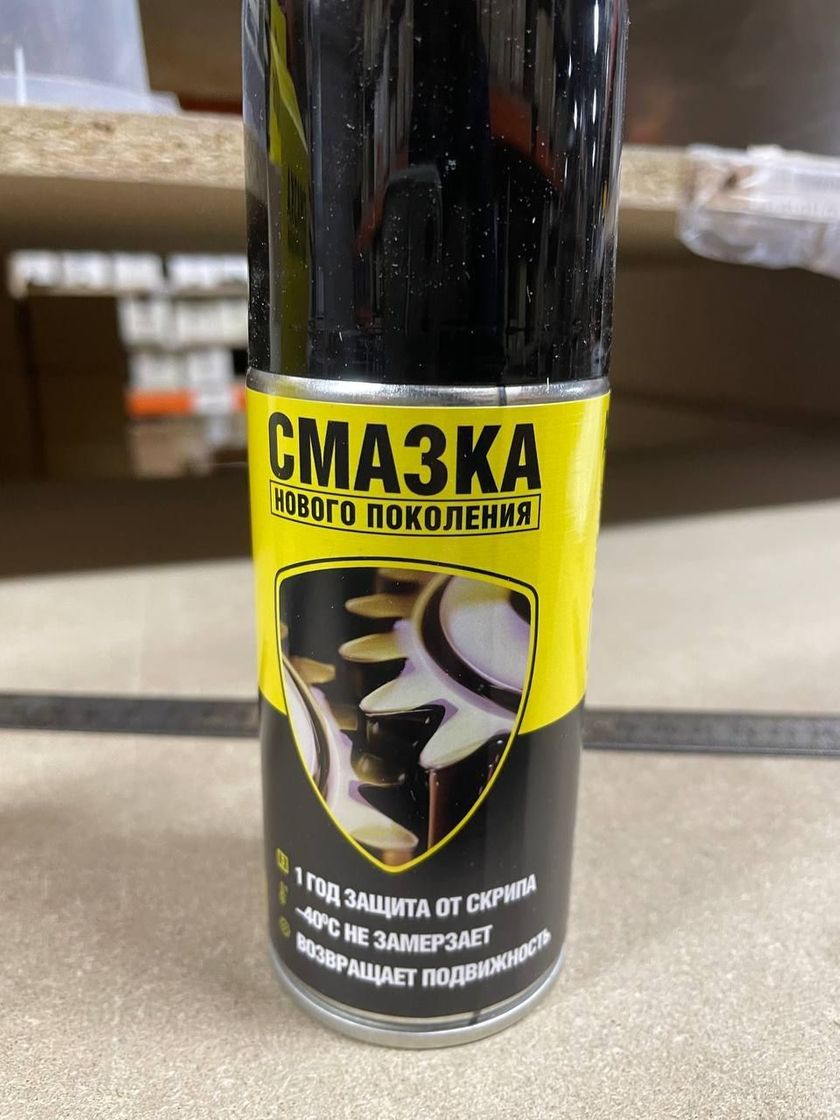 СМАЗКА
НОВОГО ПОКОЛЕНИЯ
1 ГОД ЗАЩИТА ОТ СКРИПА
–40°С НЕ ЗАМЕРЗАЕТ
ВОЗВРАЩАЕТ ПОДВИЖНОСТЬ